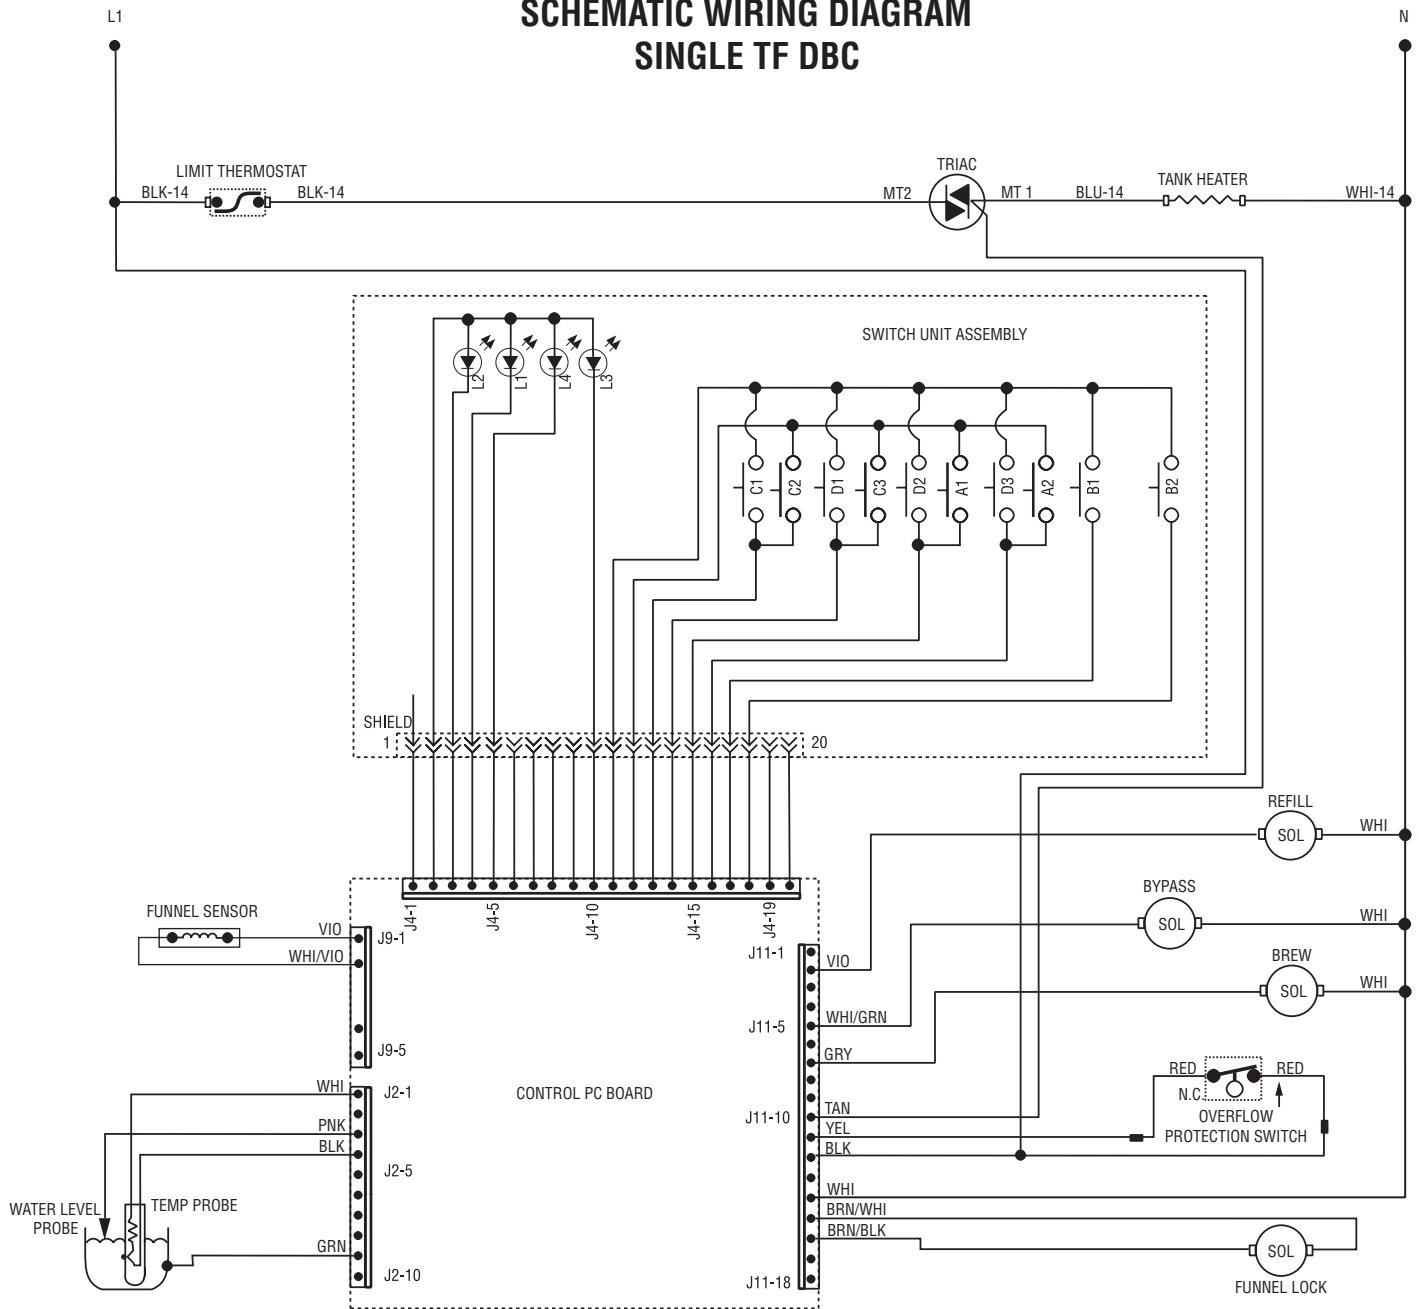 L1
SCHEMATIC WIRING DIAGRAM
N
SINGLE TF DBC
LIMIT THERMOSTAT
TRIAC
BLK-14
BLK-14
MT2
MT 1
BLU-14
TANK HEATER
WHI-14
SWITCH UNIT ASSEMBLY
L2
L1
L4
L3
C1
C2
D1
C3
D2
A1
D3
A2
B1
B2
SHIELD
1
20
REFILL
SOL
WHI
BYPASS
SOL
WHI
BREW
SOL
WHI
J4-1
J4-5
J4-10
J4-15
J4-19
FUNNEL SENSOR
VIO
WHI/VIO
J9-1
J9-5
J11-1
VIO
J11-5
WHI/GRN
GRY
CONTROL PC BOARD
RED
RED
N.C.
OVERFLOW
PROTECTION SWITCH
J11-10
TAN
YEL
BLK
WHI
BRN/WHI
BRN/BLK
J11-18
SOL
FUNNEL LOCK
WHI
J2-1
PNK
BLK
J2-5
WATER LEVEL
PROBE
TEMP PROBE
GRN
J2-10